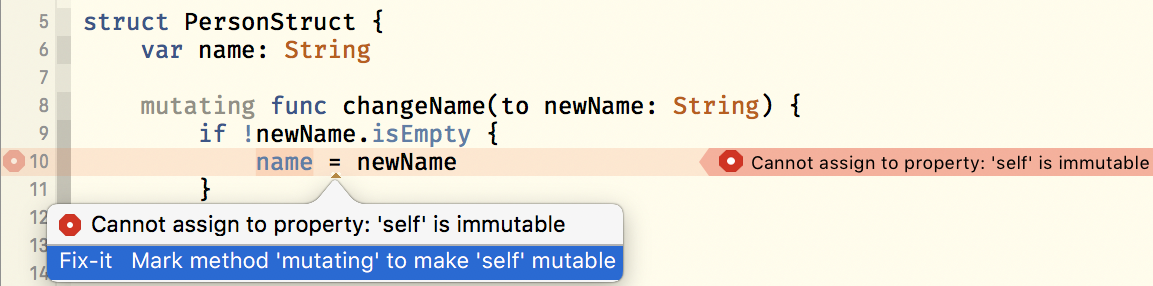 5 struct PersonStruct {
6 var name: String
7
8 mutating func changeName(to newName: String) {
9 if !newName.isEmpty {
10 name = newName Cannot assign to property: 'self' is immutable
11 }
12 Cannot assign to property: 'self' is immutable
13 Fix-it Mark method 'mutating' to make 'self' mutable
14